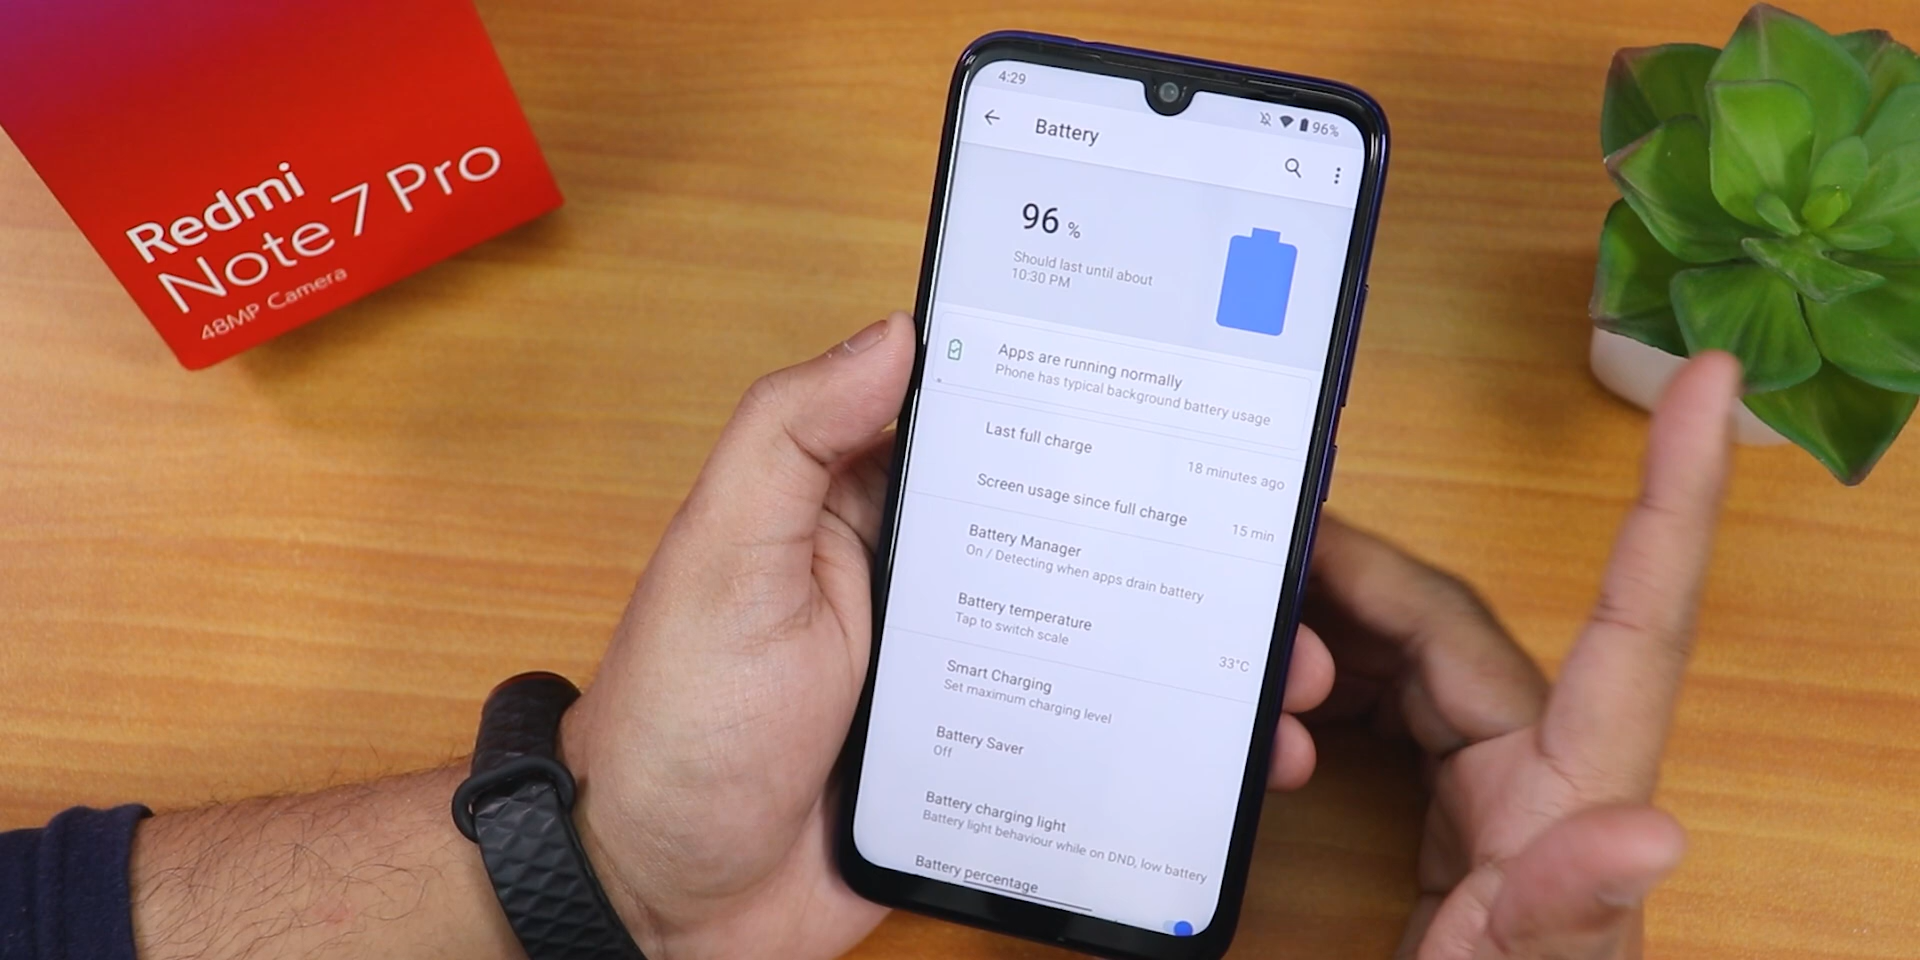 Redmi
Note 7 Pro
48MP Camera
4:29
96%
Battery
96 %
Should last until about
10:30 PM
Apps are running normally
Phone has typical background battery usage
Last full charge
18 minutes ago
Screen usage since full charge
15 min
Battery Manager
On / Detecting when apps drain battery
Battery temperature
Tap to switch scale
33°C
Smart Charging
Set maximum charging level
Battery Saver
Off
Battery charging light
Battery light behaviour while on DND, low battery
Battery percentage